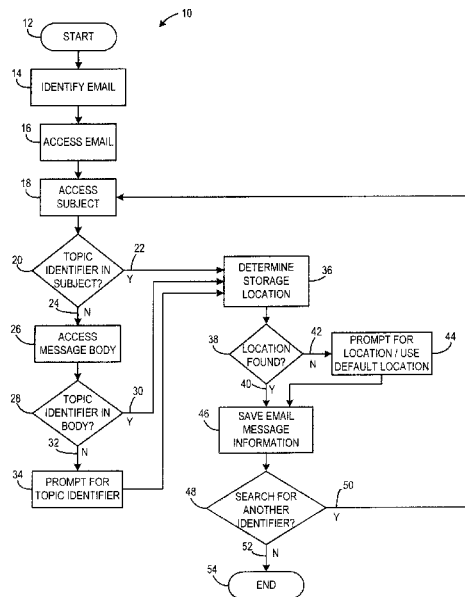 10
12
START
14
IDENTIFY EMAIL
16
ACCESS EMAIL
18
ACCESS
SUBJECT
20
TOPIC
IDENTIFIER IN
SUBJECT?
22
Y
24
N
26
ACCESS
MESSAGE BODY
28
TOPIC
IDENTIFIER IN
BODY?
30
Y
32
N
34
PROMPT FOR
TOPIC IDENTIFIER
36
DETERMINE
STORAGE
LOCATION
38
LOCATION
FOUND?
42
N
40
Y
44
PROMPT FOR
LOCATION / USE
DEFAULT LOCATION
46
SAVE EMAIL
MESSAGE
INFORMATION
48
SEARCH FOR
ANOTHER
IDENTIFIER?
50
Y
52
N
54
END